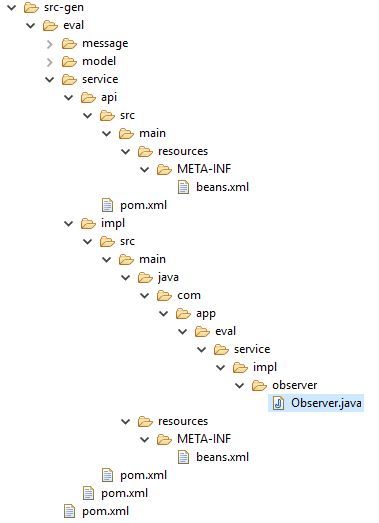 src-gen
eval
message
model
service
api
src
main
resources
META-INF
beans.xml
pom.xml
impl
src
main
java
com
app
eval
service
impl
observer
Observer.java
resources
META-INF
beans.xml
pom.xml
pom.xml
pom.xml